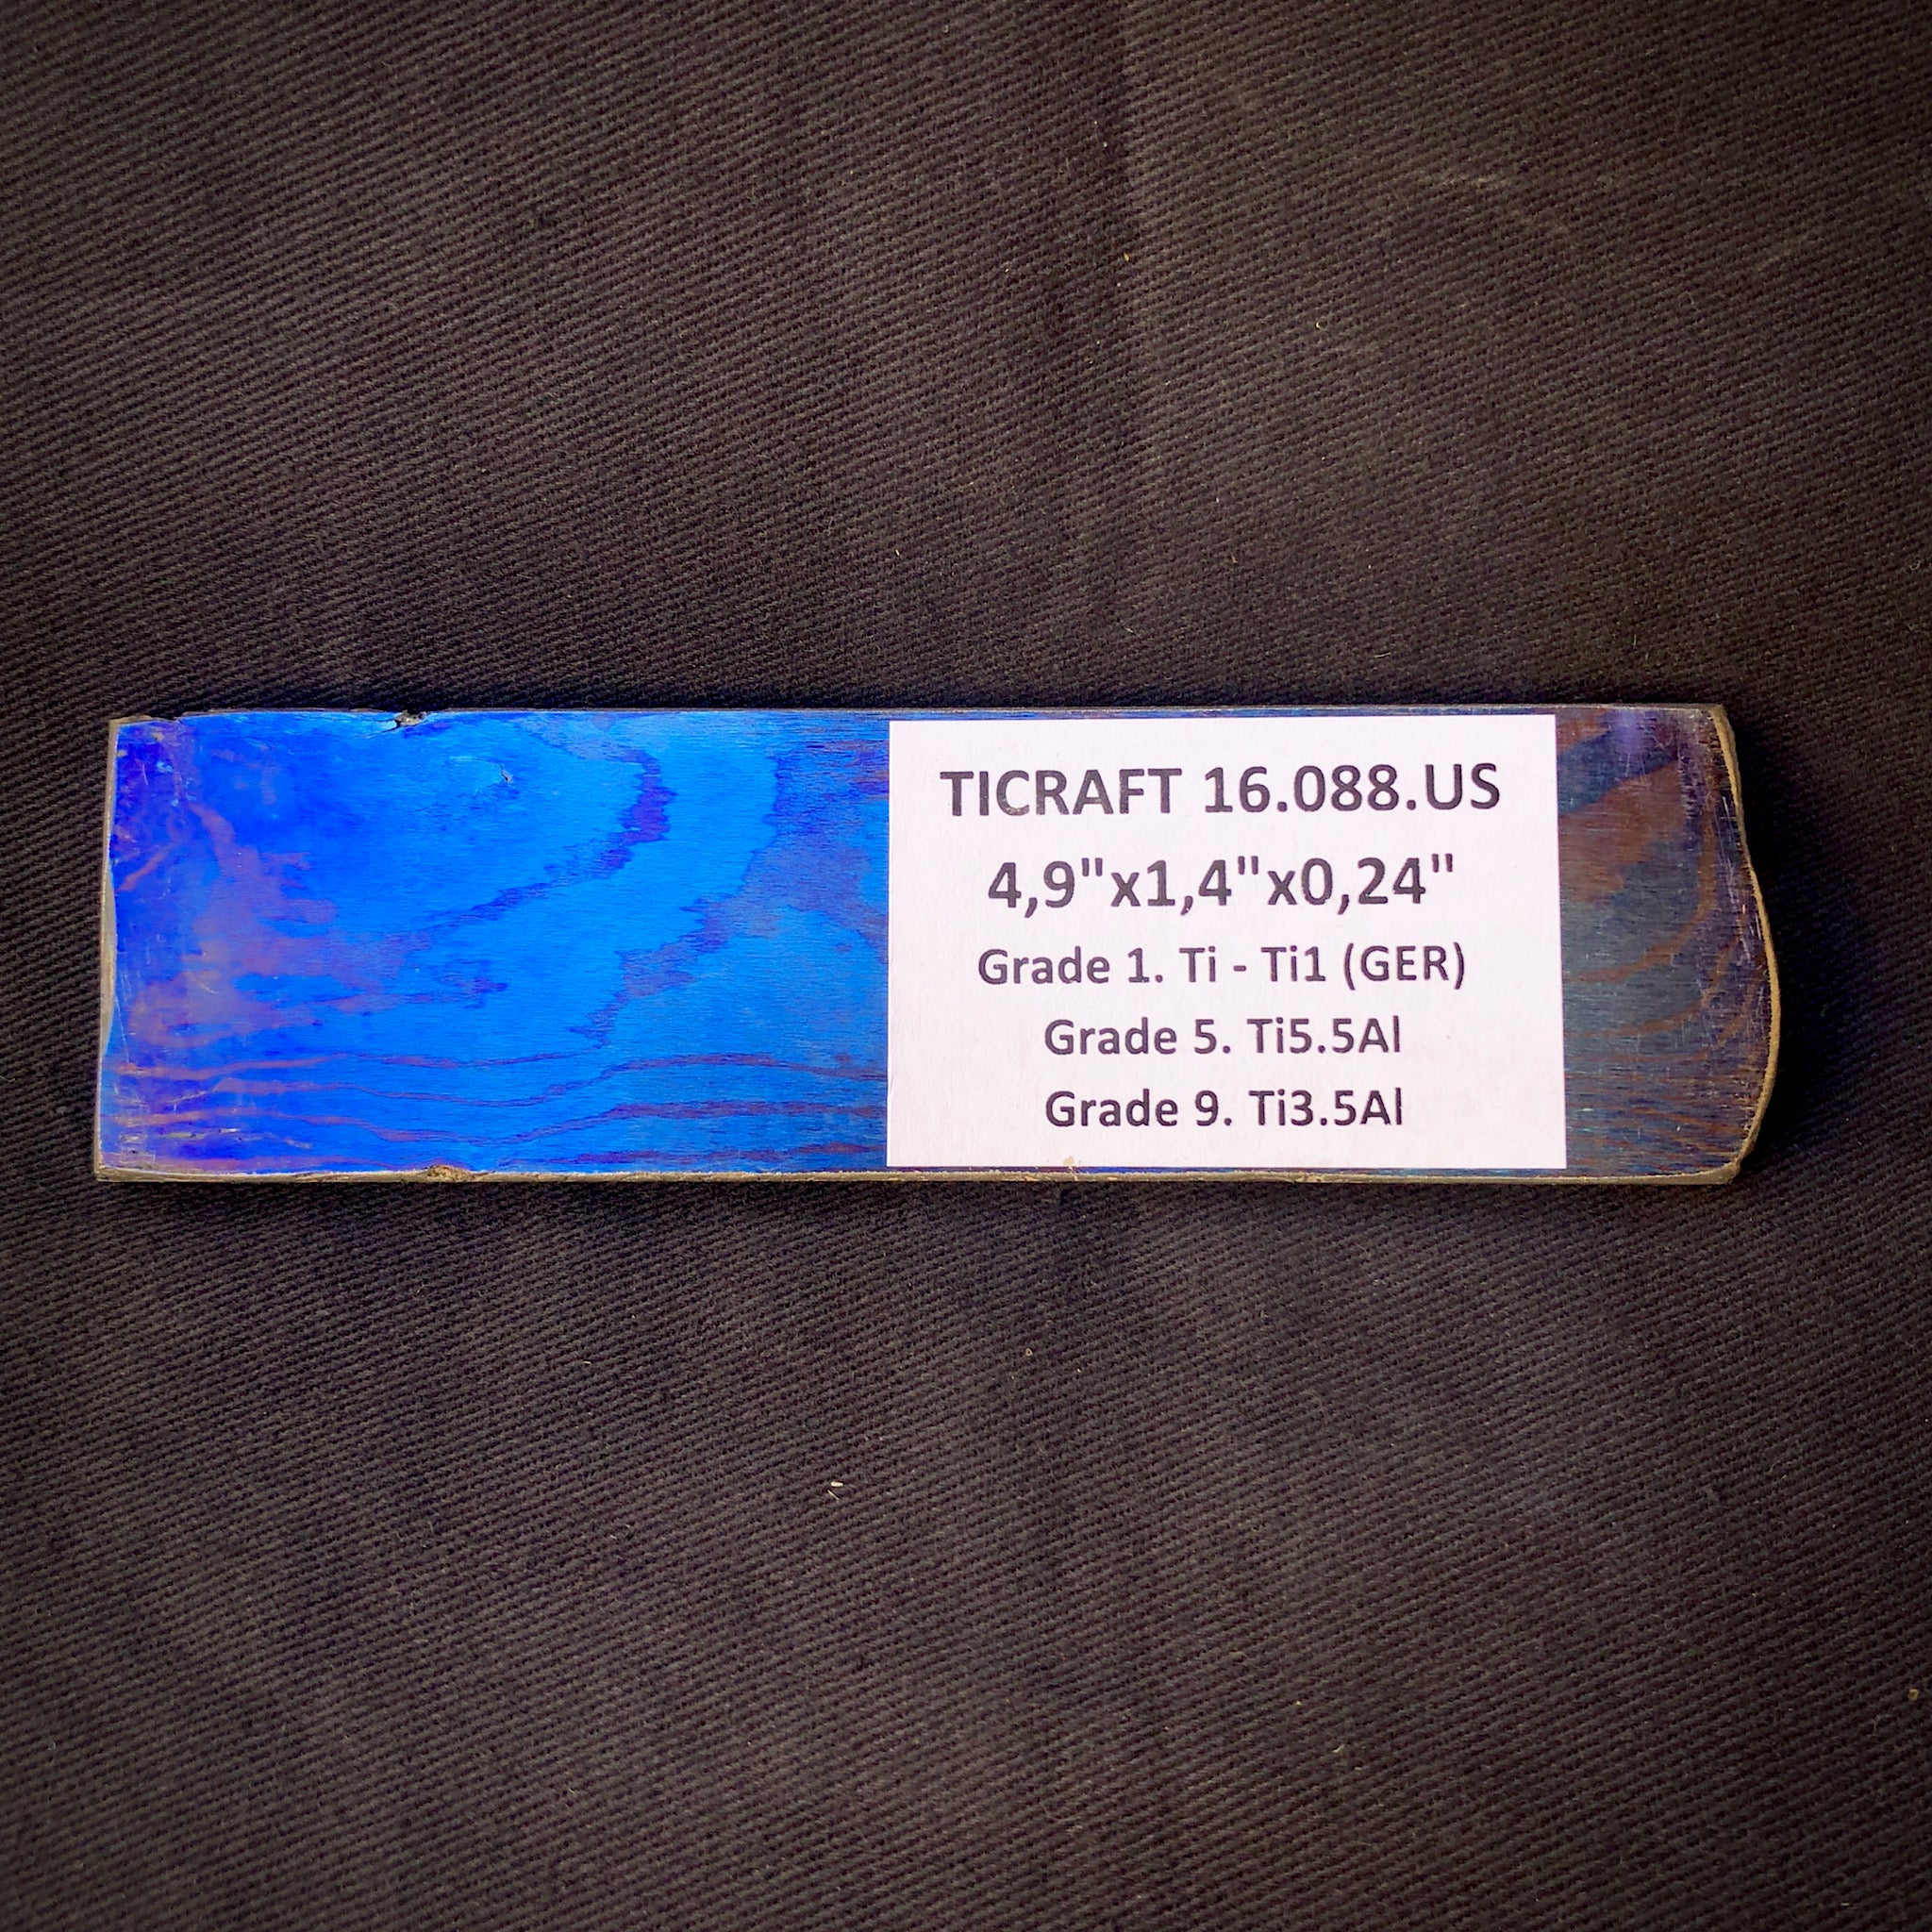 TICRAFT 16.088.US
4,9"x1,4"x0,24"
Grade 1. Ti - Ti1 (GER)
Grade 5. Ti5.5Al
Grade 9. Ti3.5Al